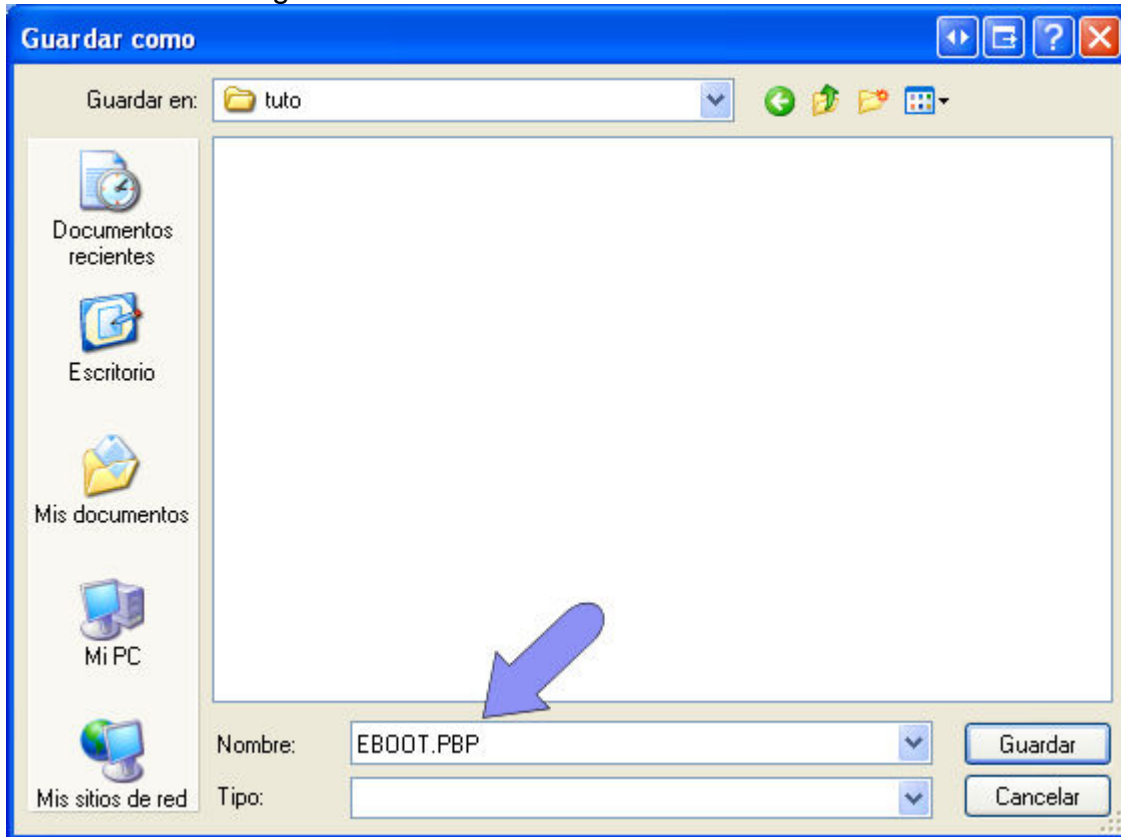 Guardar como
Guardar en:
tuto
Documentos
recientes
Escritorio
Mis documentos
Mi PC
Mis sitios de red
Nombre:
EBOOT.PBP
Guardar
Tipo:
Cancelar